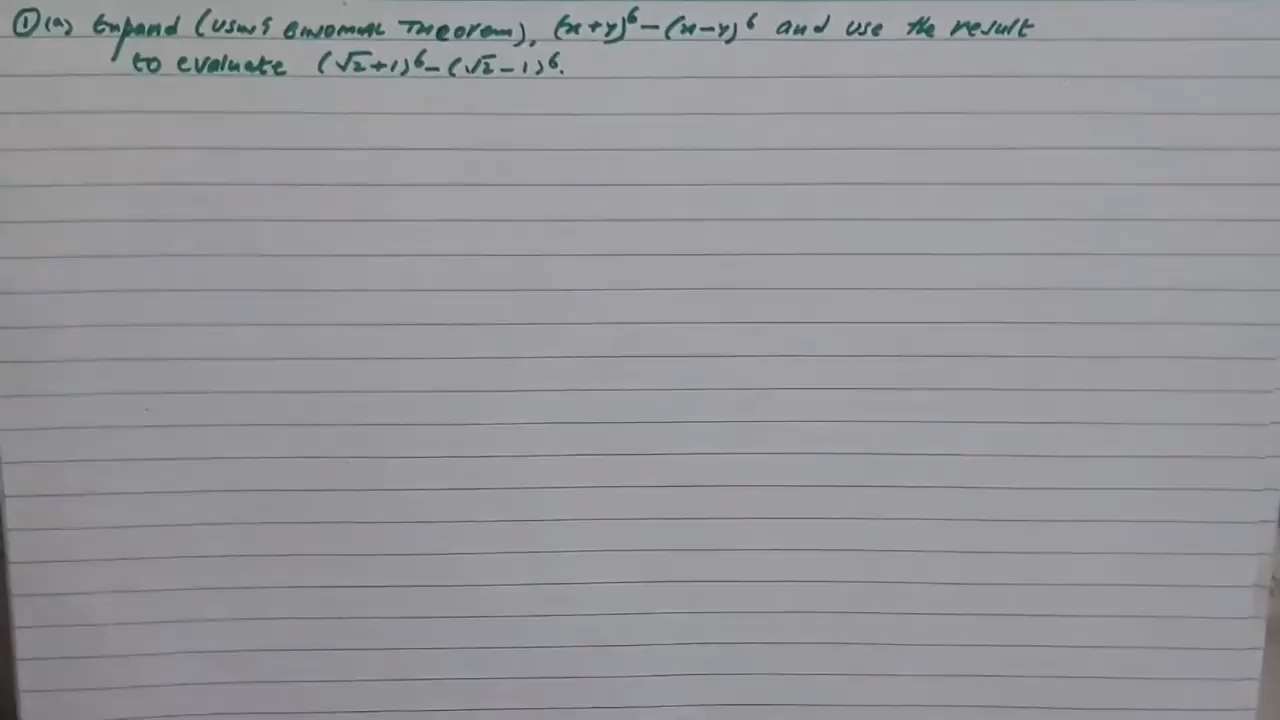 ① (a) Expand (using Binomial Theorem), (x+y)⁶ - (x-y)⁶ and use the result
to evaluate (√2+1)⁶ - (√2-1)⁶.